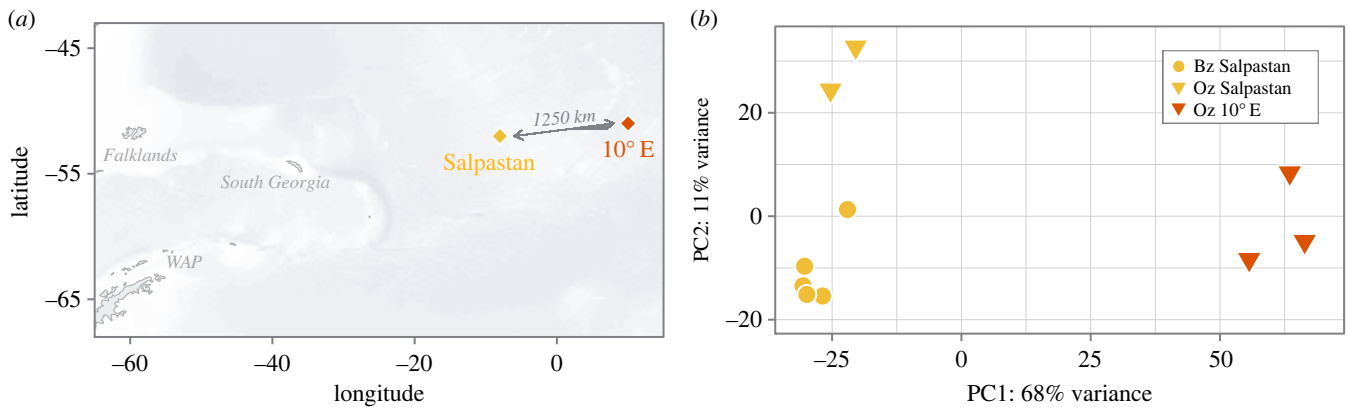 (a)
–45
–55
–65
latitude
–60
–40
–20
0
longitude
Falklands
South Georgia
WAP
1250 km
Salpastan
10° E
(b)
20
0
–20
PC2: 11% variance
–25
0
25
50
PC1: 68% variance
Bz Salpastan
Oz Salpastan
Oz 10° E